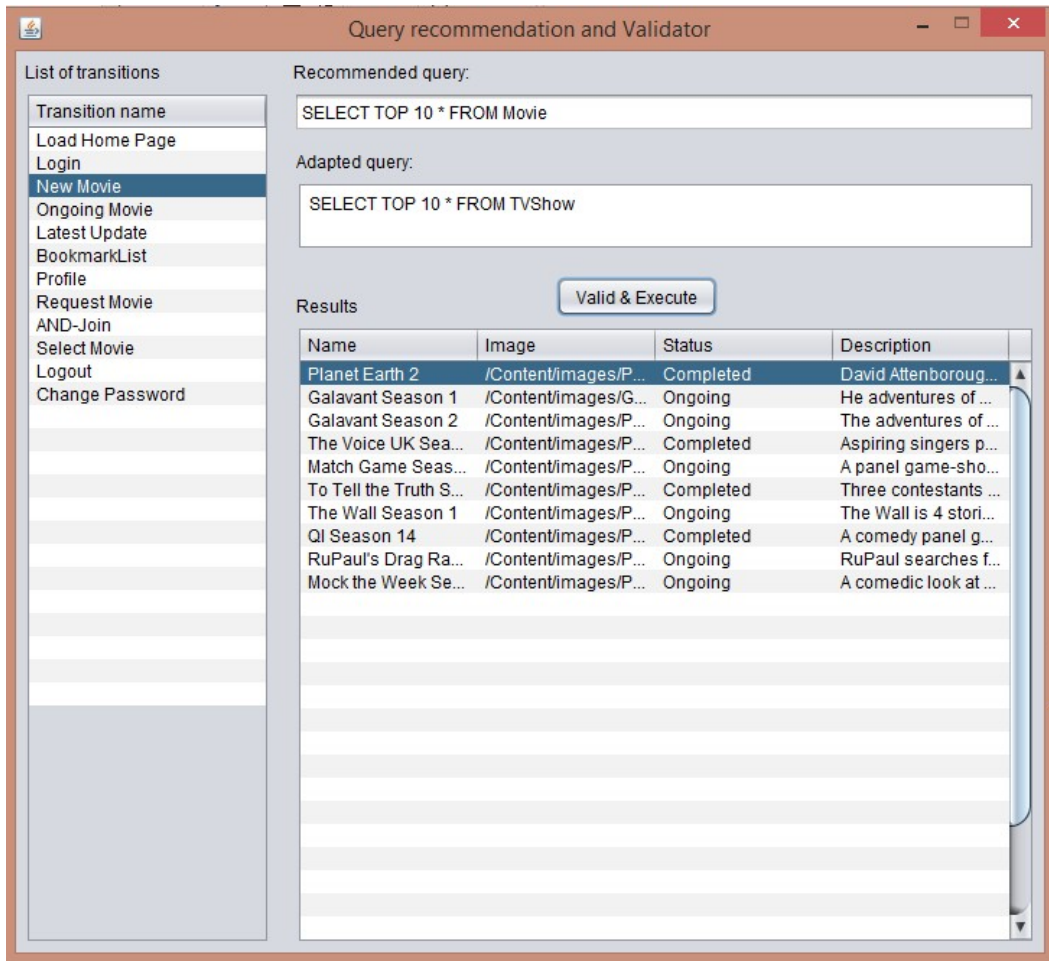 Query recommendation and Validator
List of transitions
Transition name
Load Home Page
Login
New Movie
Ongoing Movie
Latest Update
BookmarkList
Profile
Request Movie
AND-Join
Select Movie
Logout
Change Password
Recommended query:
SELECT TOP 10 * FROM Movie
Adapted query:
SELECT TOP 10 * FROM TVShow
Valid & Execute
Results
Name Image Status Description
Planet Earth 2 /Content/images/P... Completed David Attenboroug...
Galavant Season 1 /Content/images/G... Ongoing He adventures of ...
Galavant Season 2 /Content/images/P... Ongoing The adventures of ...
The Voice UK Sea... /Content/images/P... Completed Aspiring singers p...
Match Game Seas... /Content/images/P... Ongoing A panel game-sho...
To Tell the Truth S... /Content/images/P... Completed Three contestants ...
The Wall Season 1 /Content/images/P... Ongoing The Wall is 4 stori...
QI Season 14 /Content/images/P... Completed A comedy panel g...
RuPaul's Drag Ra... /Content/images/P... Ongoing RuPaul searches f...
Mock the Week Se... /Content/images/P... Ongoing A comedic look at ...